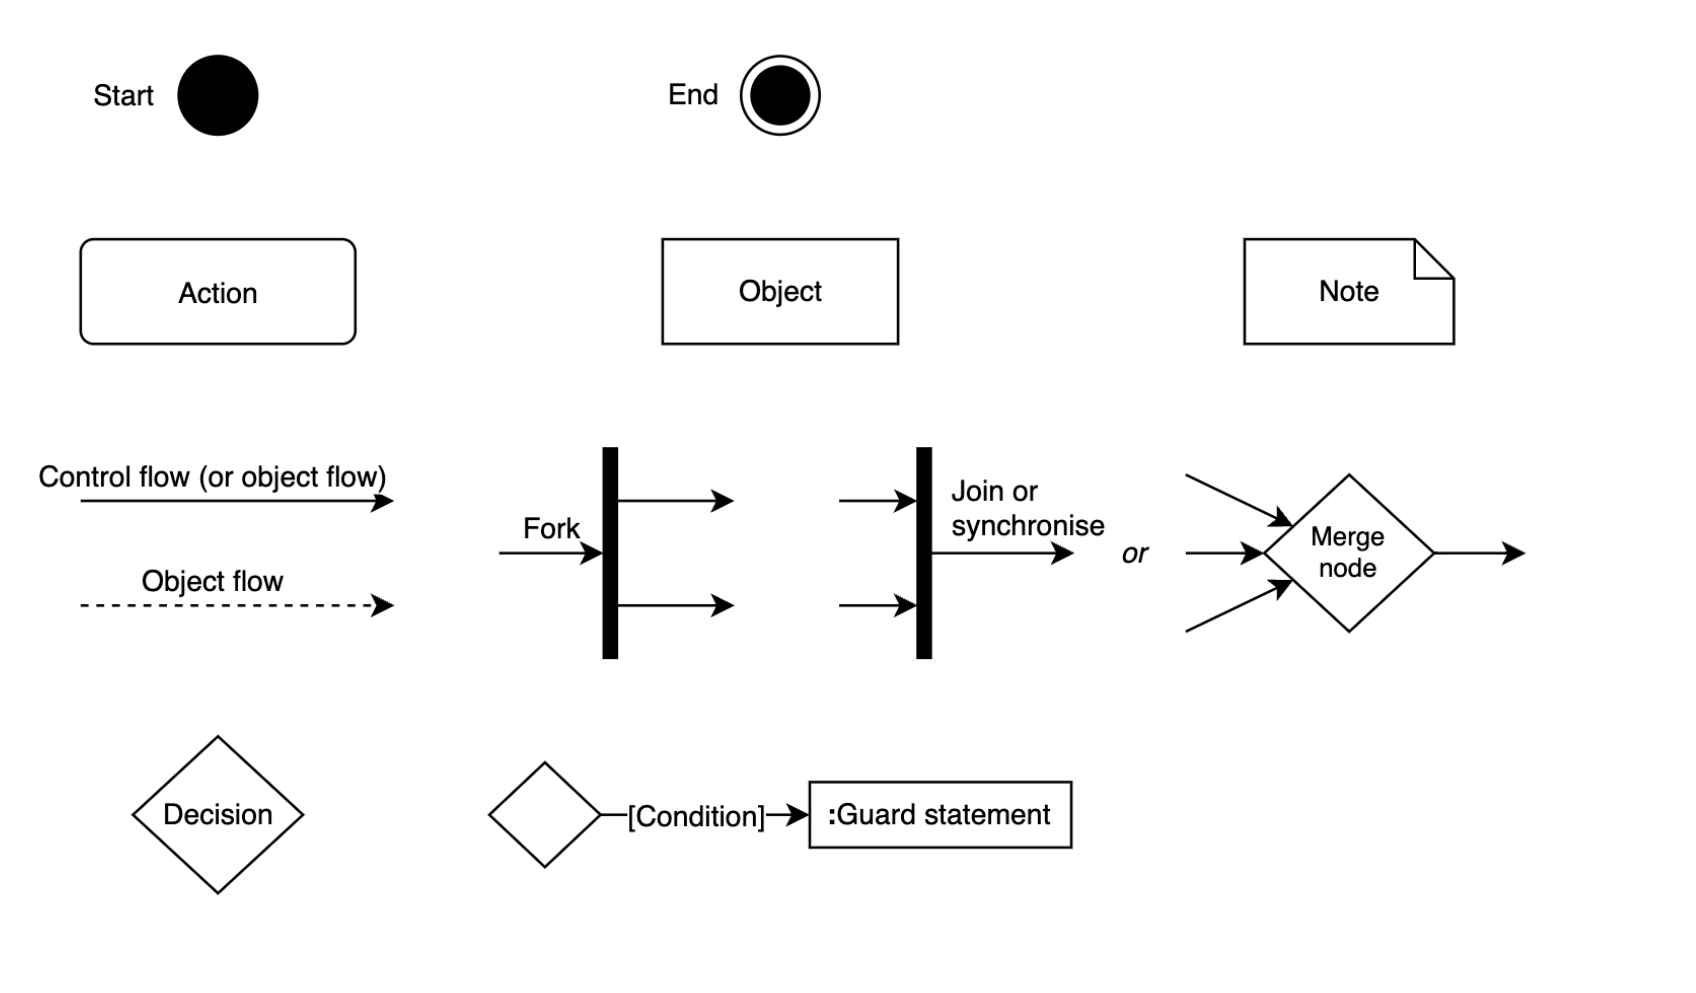 Start
End
Action
Object
Note
Control flow (or object flow)
Object flow
Fork
Join or
synchronise
or
Merge
node
Decision
[Condition]
:Guard statement